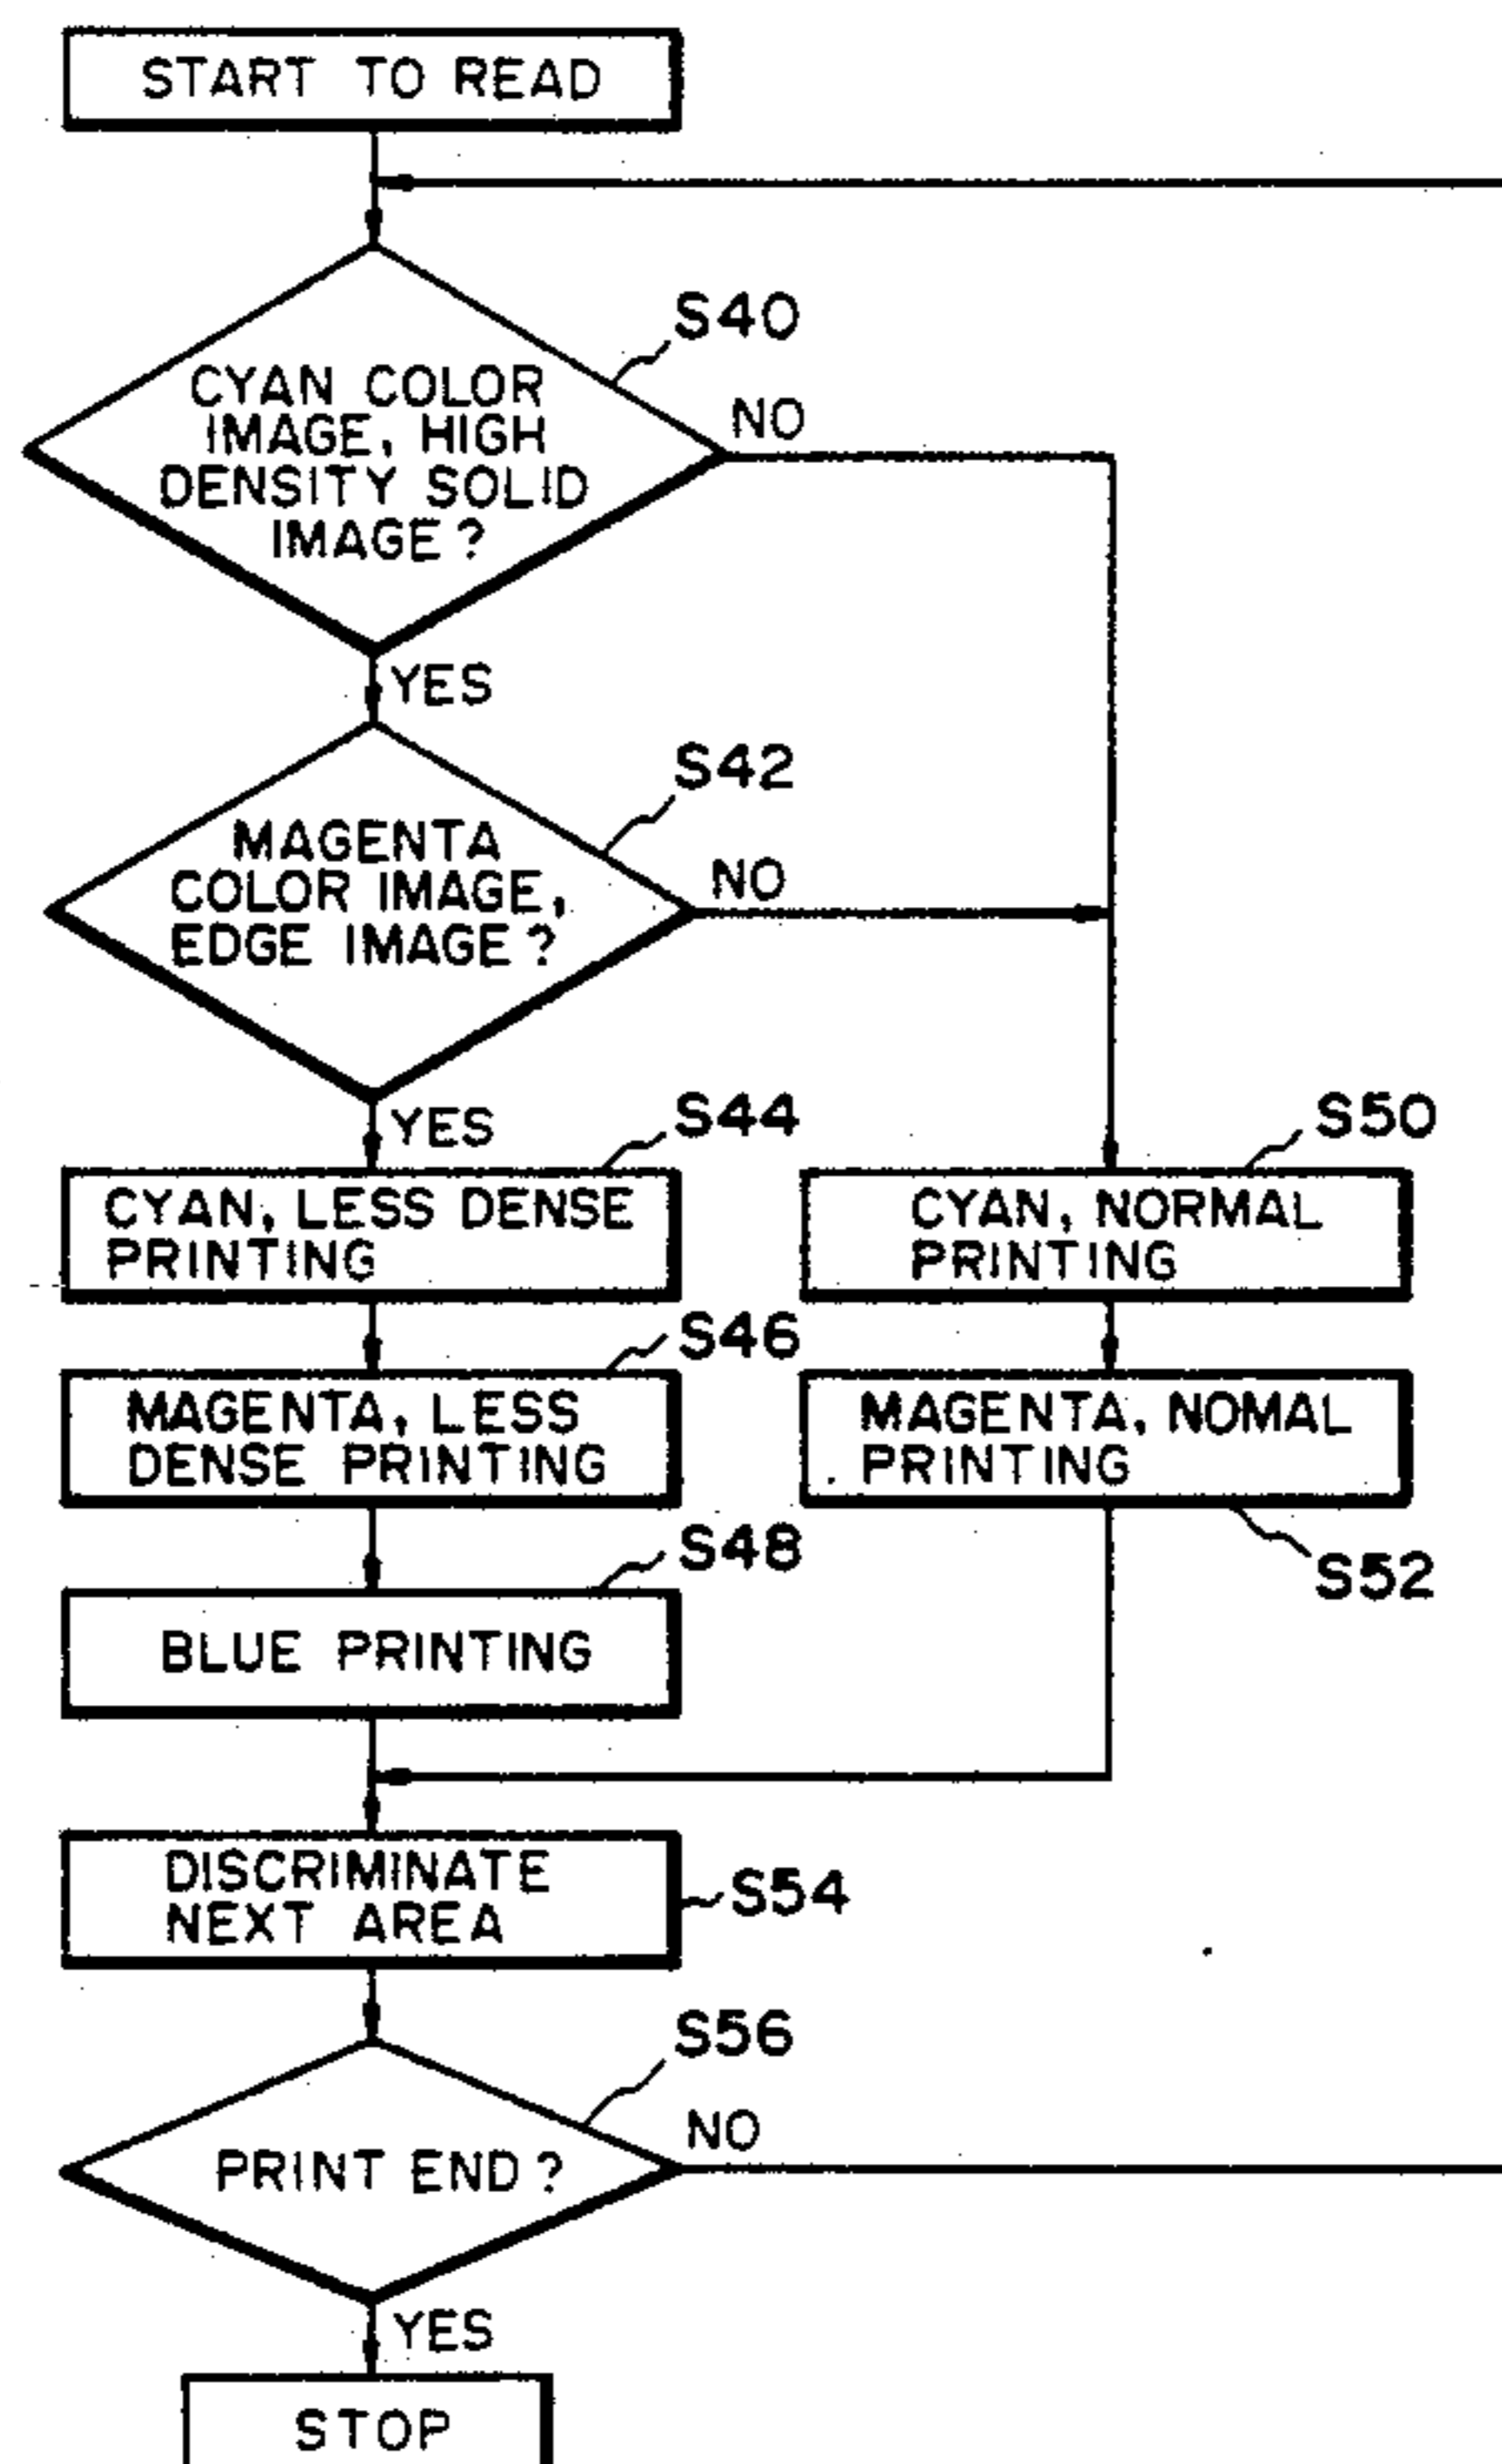 START TO READ
S40
CYAN COLOR
IMAGE, HIGH
DENSITY SOLID
IMAGE?
NO
YES
S42
MAGENTA
COLOR IMAGE,
EDGE IMAGE?
NO
YES
S44
CYAN, LESS DENSE
PRINTING
S50
CYAN, NORMAL
PRINTING
S46
MAGENTA, LESS
DENSE PRINTING
MAGENTA, NOMAL
PRINTING
S52
S48
BLUE PRINTING
DISCRIMINATE
NEXT AREA
S54
S56
PRINT END?
NO
YES
STOP